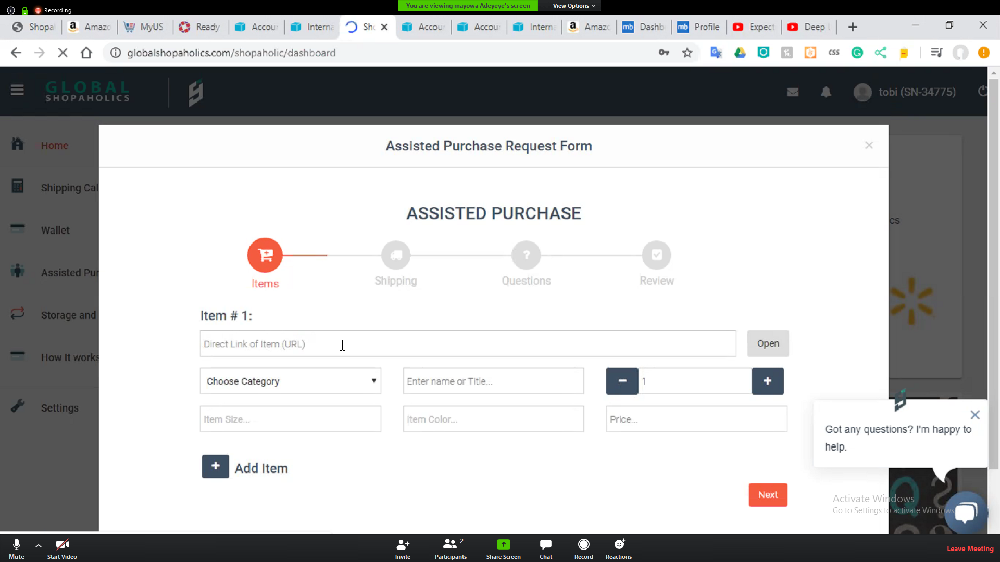 Recording
You are viewing mayowa Adeyeye's screen
View Options
Shopal
Amazo
MyUS
Ready
Accou
Interna
Sho
Accou
Accou
Interna
Amazo
Dashb
Profile
Expect
Deep
globalshopaholics.com/shopaholic/dashboard
css
GLOBAL
SHOPAHOLICS
tobi (SN-34775)
Home
Shipping Cal
Wallet
Assisted Pur
Storage and
How It works
Settings
Assisted Purchase Request Form
ASSISTED PURCHASE
Items
Shipping
Questions
Review
Item # 1:
Direct Link of Item (URL)
Open
Choose Category
Enter name or Title...
1
Item Size...
Item Color...
Price...
Add Item
Next
cs
Got any questions? I'm happy to
help.
Activate Windows
Go to Settings to activate Windows.
Mute
Start Video
Invite
2
Participants
Share Screen
Chat
Record
Reactions
Leave Meeting